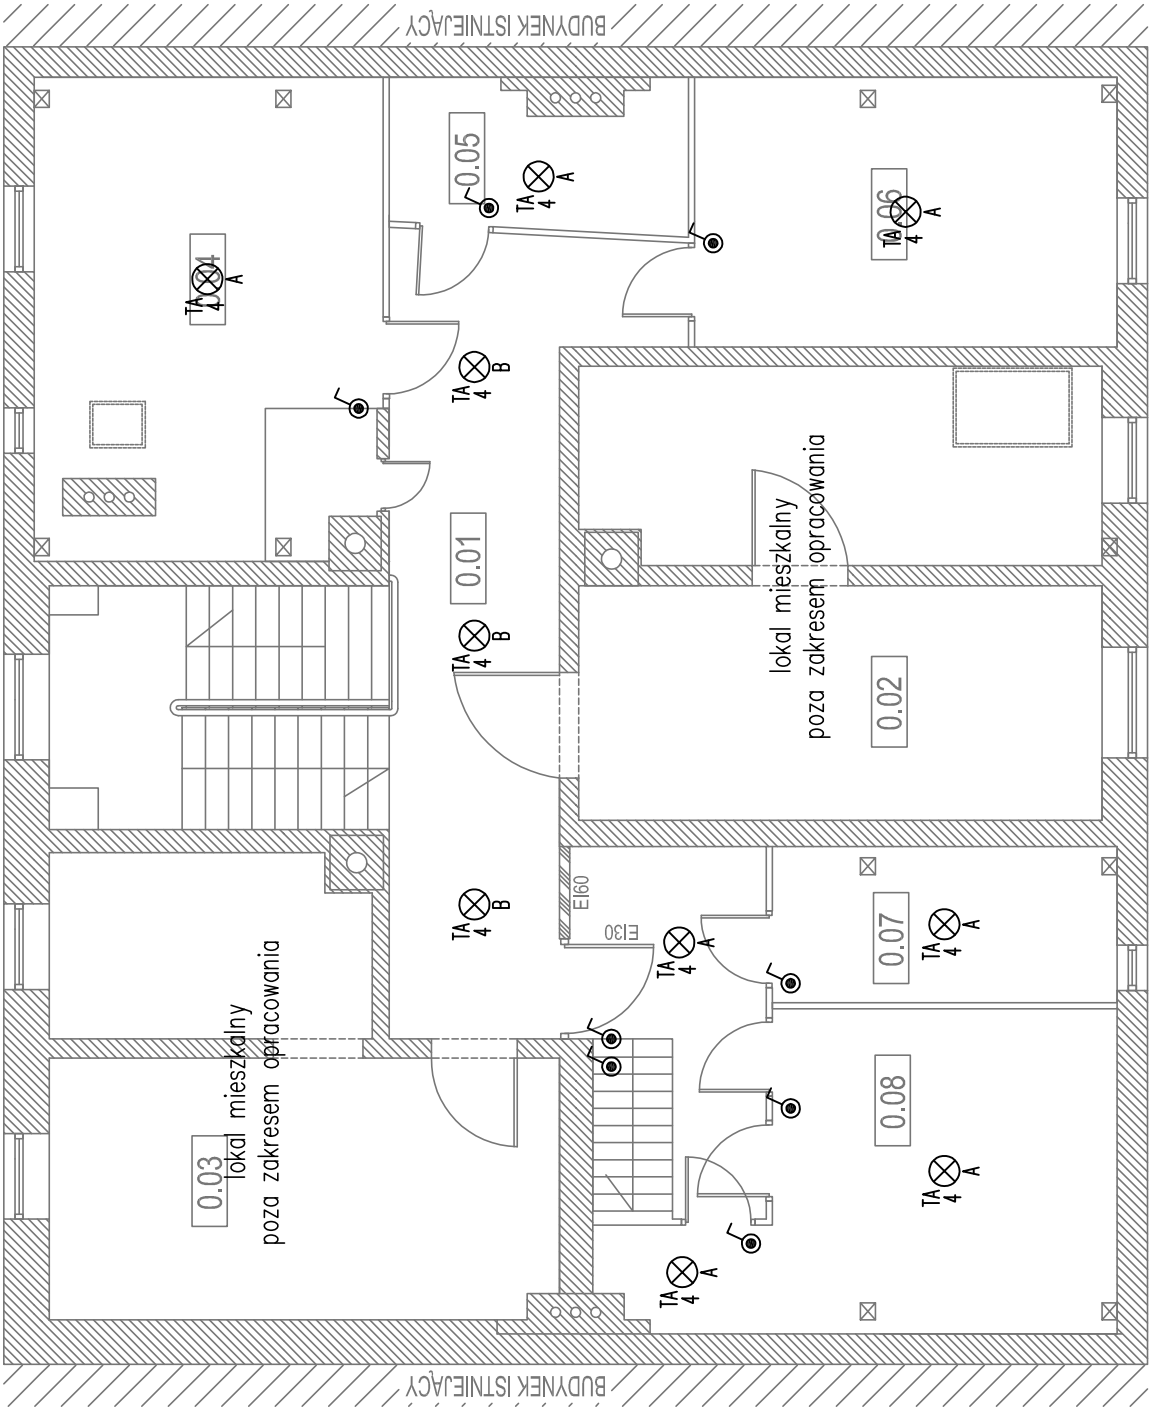 BUDYNEK ISTNIEJĄCY
0.05
TA
4
A
0.06
TA
4
A
0.04
TA
4
A
TA
4
B
0.01
lokal mieszkalny
poza zakresem opracowania
TA
4
B
0.02
EI60
EI30
TA
4
B
TA
4
A
0.07
TA
4
A
lokal mieszkalny
poza zakresem opracowania
0.03
0.08
TA
4
A
TA
4
A
BUDYNEK ISTNIEJĄCY